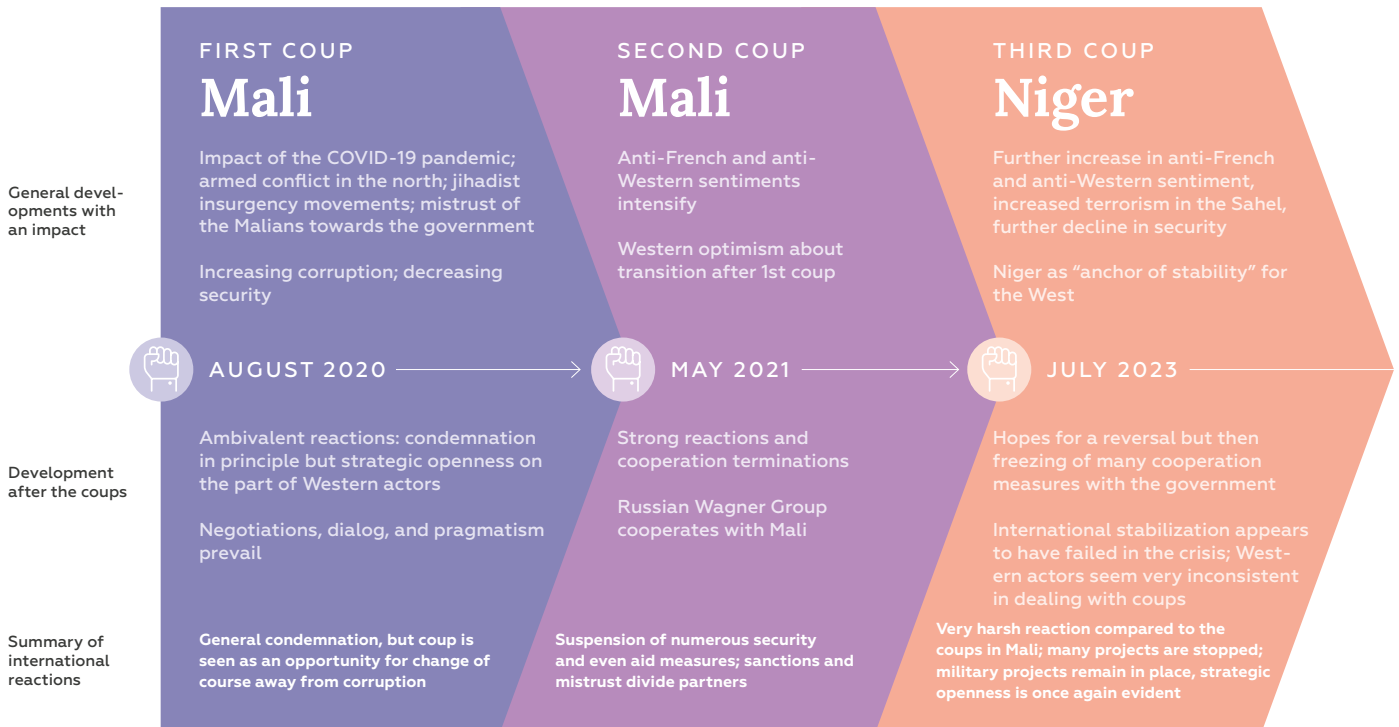 FIRST COUP
Mali
SECOND COUP
Mali
THIRD COUP
Niger
General devel-
opments with
an impact
Impact of the COVID-19 pandemic;
armed conflict in the north; jihadist
insurgency movements; mistrust of
the Malians towards the government
Increasing corruption; decreasing
security
Anti-French and anti-
Western sentiments
intensify
Western optimism about
transition after 1st coup
Further increase in anti-French
and anti-Western sentiment,
increased terrorism in the Sahel,
further decline in security
Niger as “anchor of stability” for
the West
AUGUST 2020
MAY 2021
JULY 2023
Development
after the coups
Ambivalent reactions: condemnation
in principle but strategic openness on
the part of Western actors
Negotiations, dialog, and pragmatism
prevail
Strong reactions and
cooperation terminations
Russian Wagner Group
cooperates with Mali
Hopes for a reversal but then
freezing of many cooperation
measures with the government
International stabilization appears
to have failed in the crisis; West-
ern actors seem very inconsistent
in dealing with coups
Summary of
international
reactions
General condemnation, but coup is
seen as an opportunity for change of
course away from corruption
Suspension of numerous security
and even aid measures; sanctions and
mistrust divide partners
Very harsh reaction compared to the
coups in Mali; many projects are stopped;
military projects remain in place, strategic
openness is once again evident